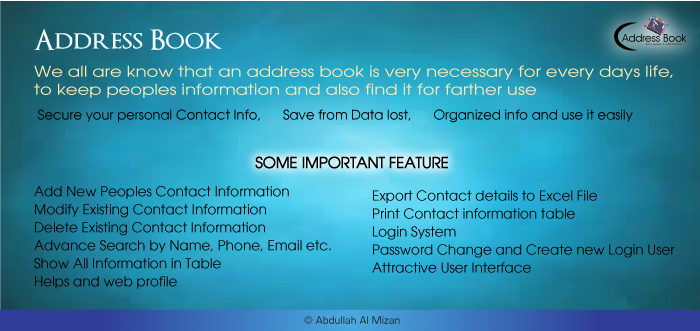 ADDRESS BOOK
Address Book
We all are know that an address book is very necessary for every days life,
to keep peoples information and also find it for farther use
Secure your personal Contact Info, Save from Data lost, Organized info and use it easily
SOME IMPORTANT FEATURE
Add New Peoples Contact Information
Modify Existing Contact Information
Delete Existing Contact Information
Advance Search by Name, Phone, Email etc.
Show All Information in Table
Helps and web profile
Export Contact details to Excel File
Print Contact information table
Login System
Password Change and Create new Login User
Attractive User Interface
© Abdullah Al Mizan